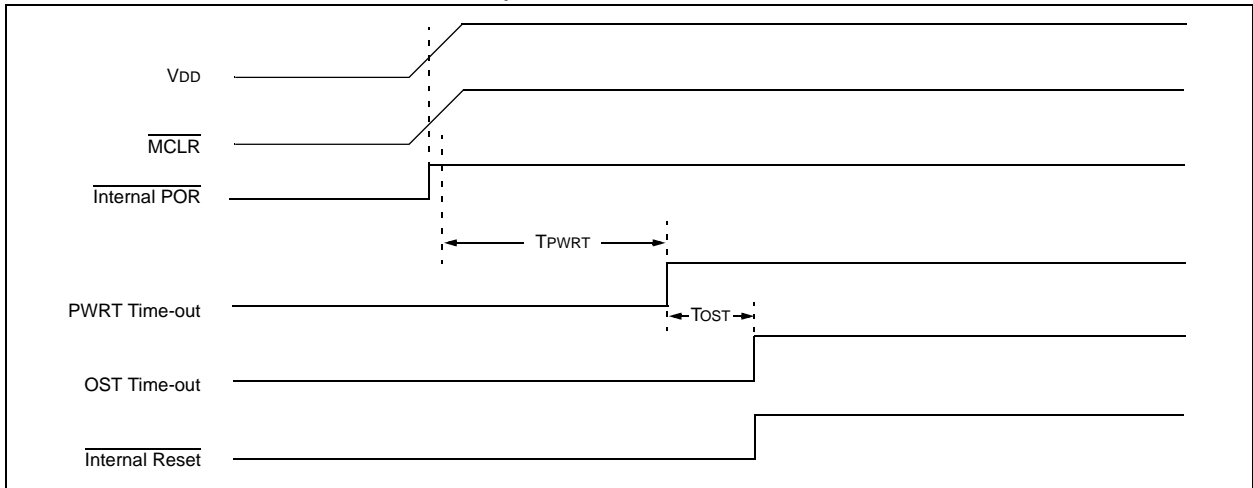 VDD
MCLR
Internal POR
TPWRT
PWRT Time-out
TOST
OST Time-out
Internal Reset